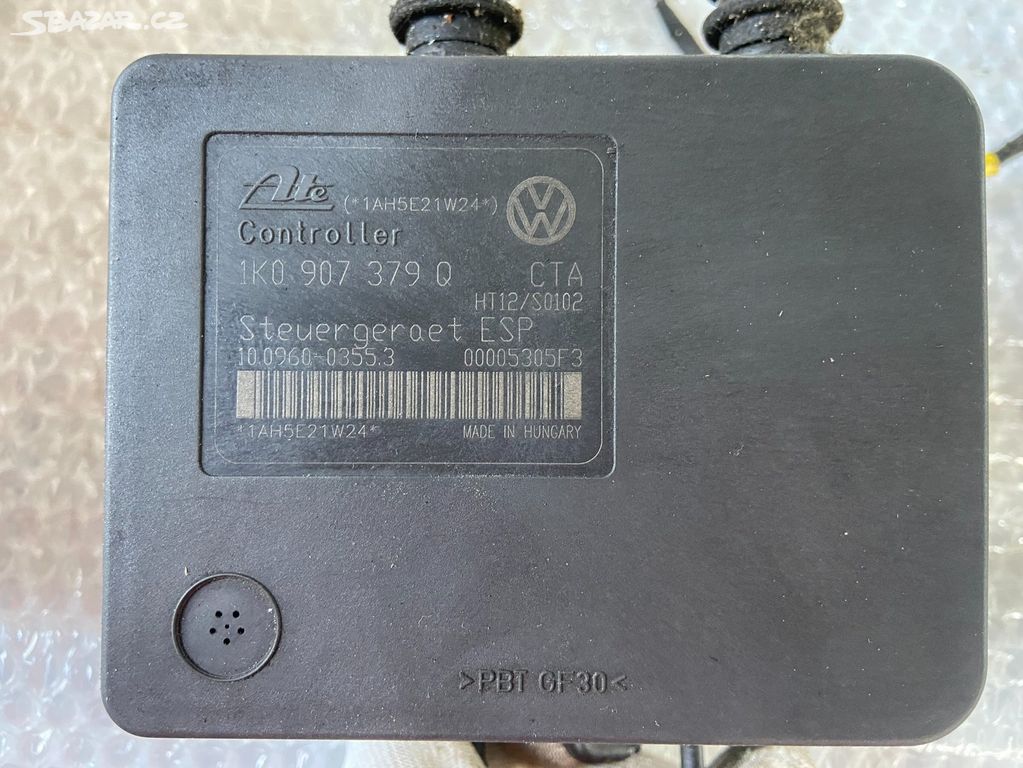 SBAZAR.CZ
Ate (*1AH5E21W24*)
Controller
1K0 907 379 Q CTA
HT12/S0102
Steuergeraet ESP
10.0960-0355.3 00005305F3
*1AH5E21W24* MADE IN HUNGARY
>PBT GF30<